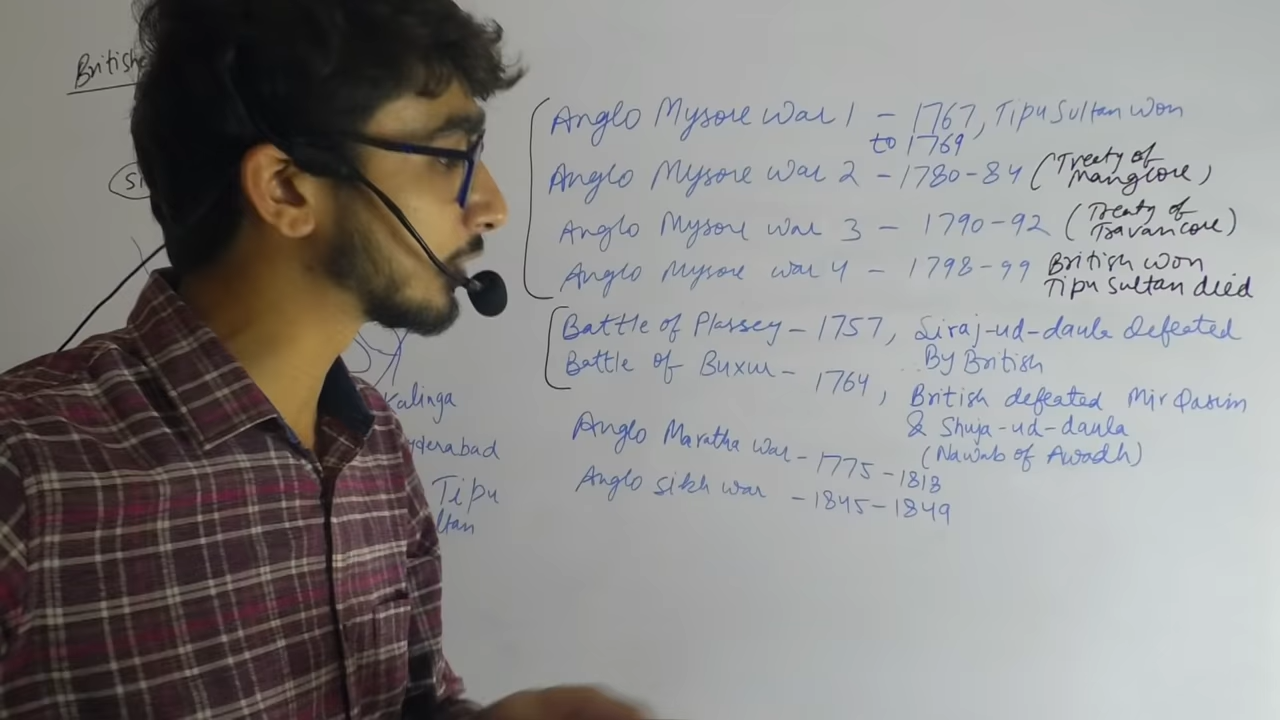 British
Anglo Mysore War 1 - 1767, Tipu Sultan Won
to 1769
Anglo Mysore War 2 - 1780-84 (Treaty of
Manglore)
Anglo Mysore War 3 - 1790-92 (Treaty of
Travancore)
Anglo Mysore war 4 - 1798-99 British won
Tipu Sultan died
Battle of Plassey - 1757, Siraj-ud-daula Defeated
By British
Battle of Buxur - 1764, British defeated Mir Qasim
& Shuja-ud-daula
(Nawab of Awadh)
Anglo Maratha War - 1775-1818
Anglo Sikh War - 1845-1849
Kalinga
yderabad
Tipu
ltan